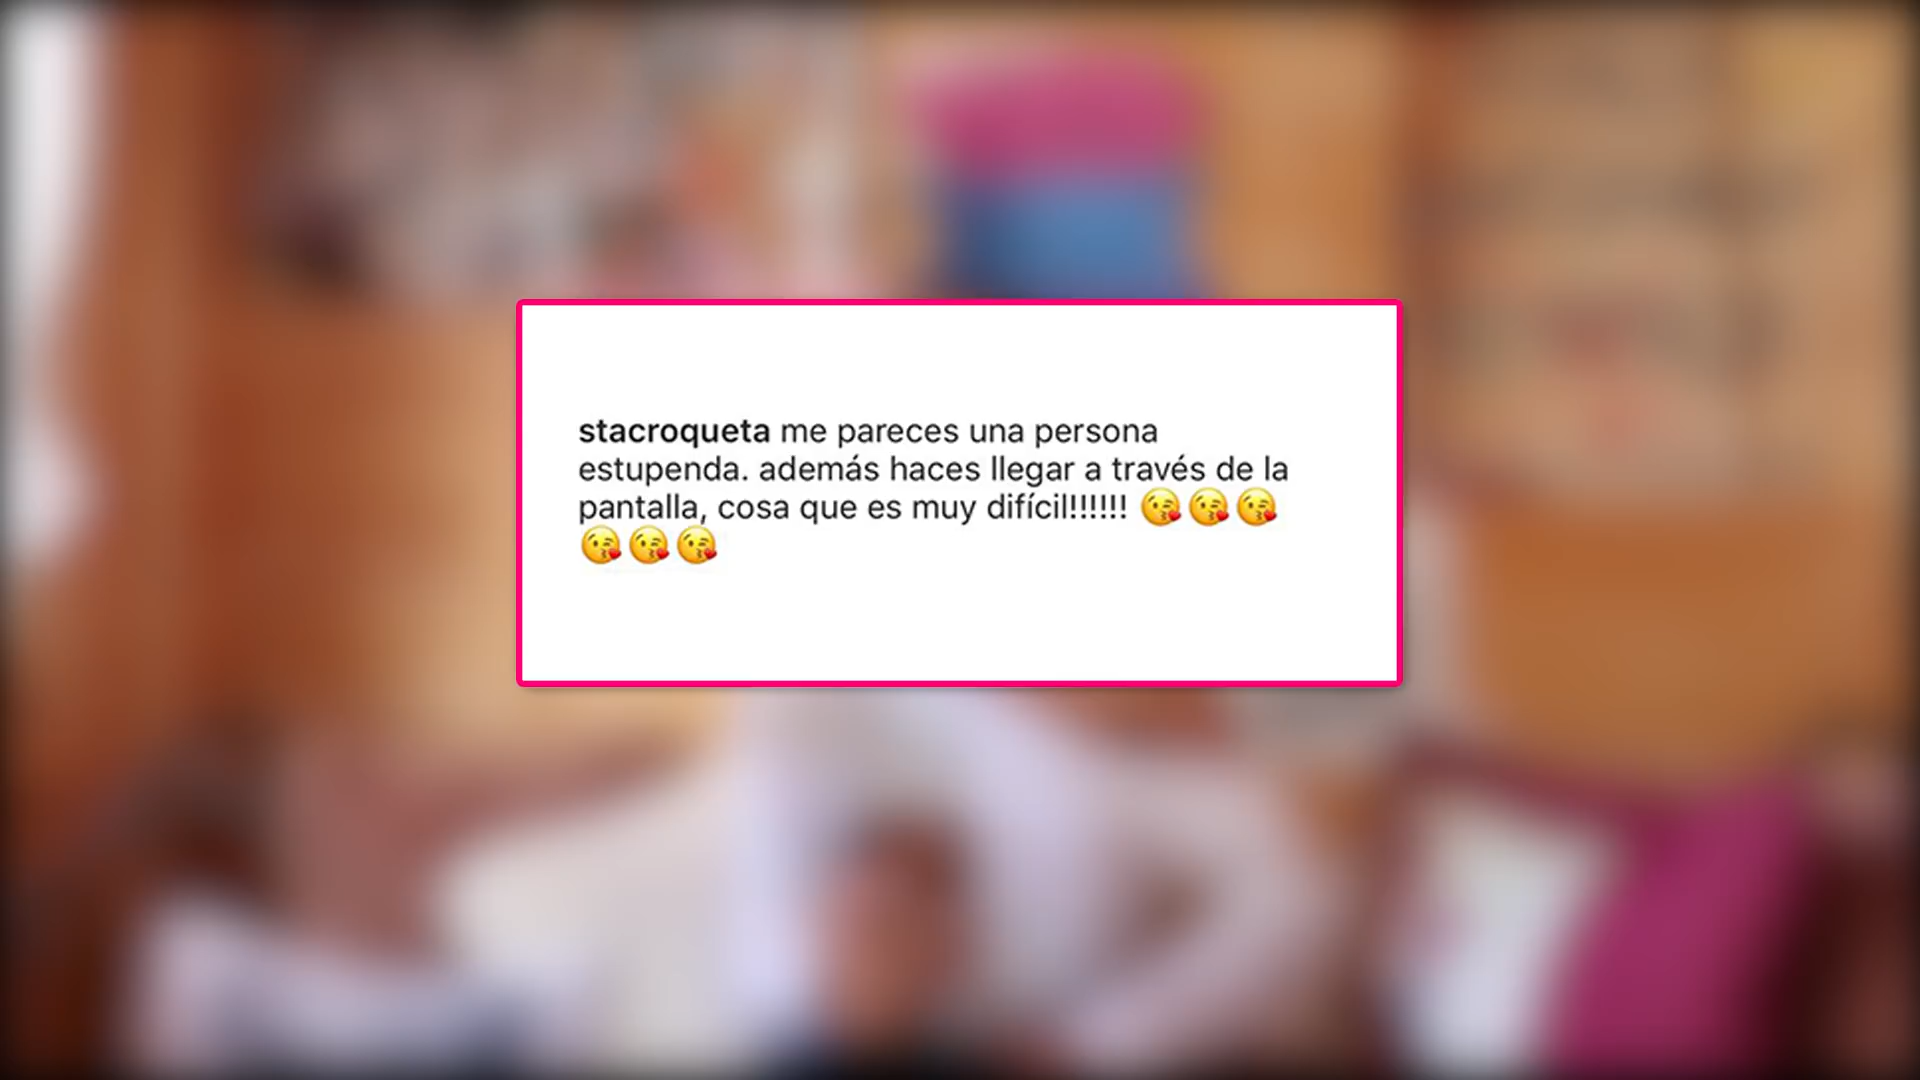 stacroqueta me pareces una persona
estupenda. además haces llegar a través de la
pantalla, cosa que es muy difícil!!!!!! 😘😘😘
😘😘😘